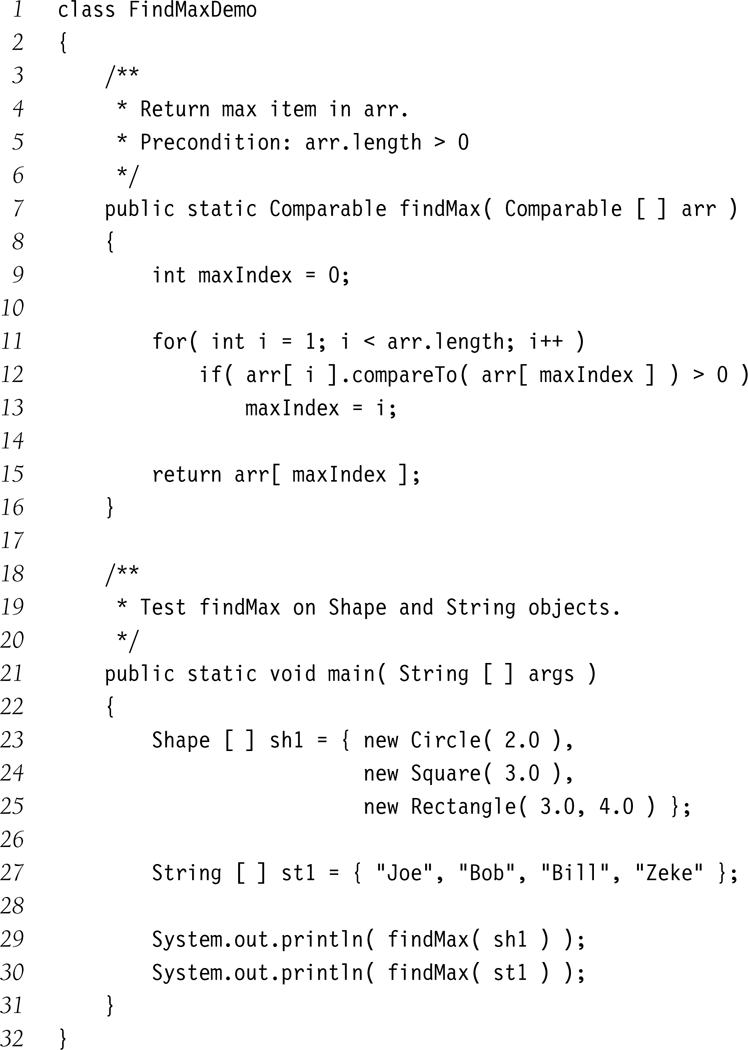 1 class FindMaxDemo
2 {
3     /**
4      * Return max item in arr.
5      * Precondition: arr.length > 0
6      */
7     public static Comparable findMax( Comparable [ ] arr )
8     {
9         int maxIndex = 0;
10
11         for( int i = 1; i < arr.length; i++ )
12             if( arr[ i ].compareTo( arr[ maxIndex ] ) > 0 )
13                 maxIndex = i;
14
15         return arr[ maxIndex ];
16     }
17
18     /**
19      * Test findMax on Shape and String objects.
20      */
21     public static void main( String [ ] args )
22     {
23         Shape [ ] sh1 = { new Circle( 2.0 ),
24                           new Square( 3.0 ),
25                           new Rectangle( 3.0, 4.0 ) };
26
27         String [ ] st1 = { "Joe", "Bob", "Bill", "Zeke" };
28
29         System.out.println( findMax( sh1 ) );
30         System.out.println( findMax( st1 ) );
31     }
32 }